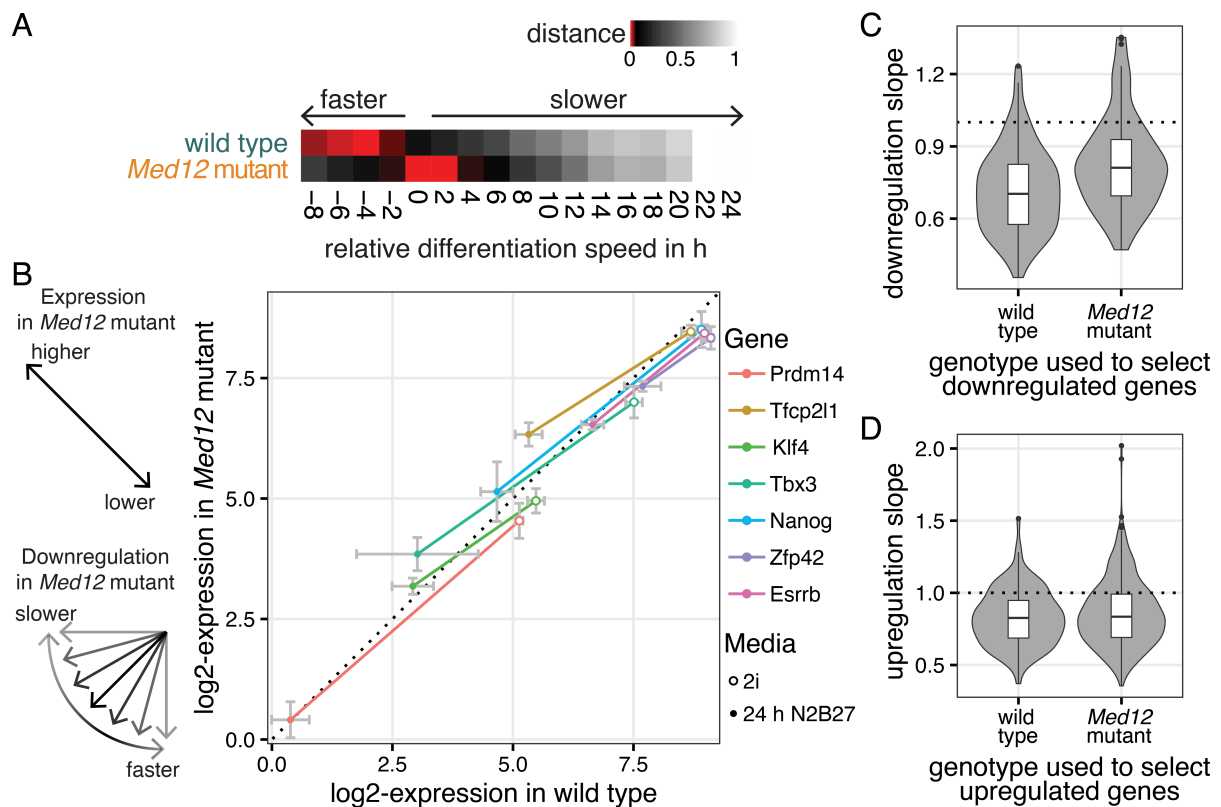 A
distance
0 0.5 1
faster slower
wild type
Med12 mutant
−8 −6 −4 −2 0 2 4 6 8 10 12 14 16 18 20 22 24
relative differentiation speed in h
B
Expression
in Med12 mutant
higher
lower
Downregulation
in Med12 mutant
slower
faster
log2-expression in Med12 mutant
7.5
5.0
2.5
0.0
0.0 2.5 5.0 7.5
log2-expression in wild type
Gene
Prdm14
Tfcp2l1
Klf4
Tbx3
Nanog
Zfp42
Esrrb
Media
2i
24 h N2B27
C
downregulation slope
1.2
0.9
0.6
wild
type
Med12
mutant
genotype used to select
downregulated genes
D
upregulation slope
2.0
1.5
1.0
0.5
wild
type
Med12
mutant
genotype used to select
upregulated genes